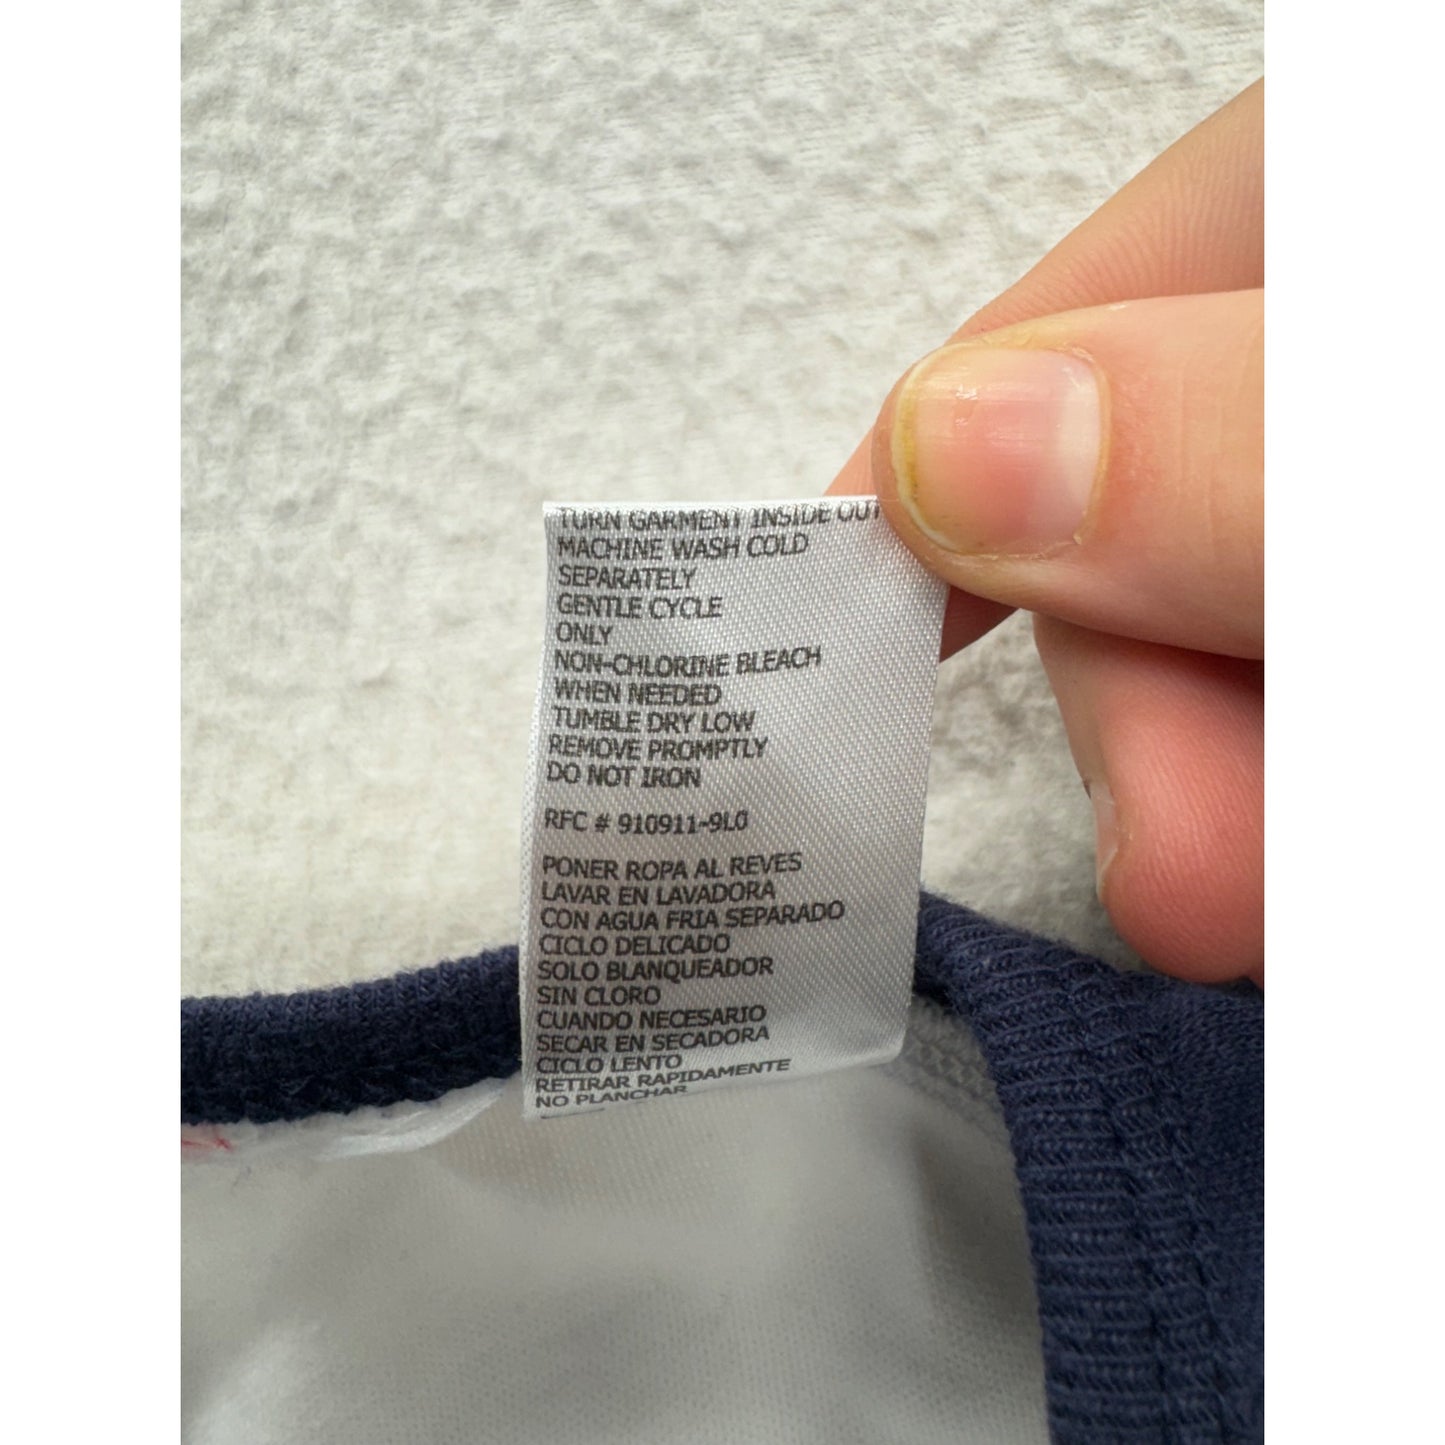 TURN GARMENT INSIDE OUT
MACHINE WASH COLD
SEPARATELY
GENTLE CYCLE
ONLY
NON-CHLORINE BLEACH
WHEN NEEDED
TUMBLE DRY LOW
REMOVE PROMPTLY
DO NOT IRON
RFC # 910911-9L0
PONER ROPA AL REVES
LAVAR EN LAVADORA
CON AGUA FRIA SEPARADO
CICLO DELICADO
SOLO BLANQUEADOR
SIN CLORO
CUANDO NECESARIO
SECAR EN SECADORA
CICLO LENTO
RETIRAR RAPIDAMENTE
NO PLANCHAR